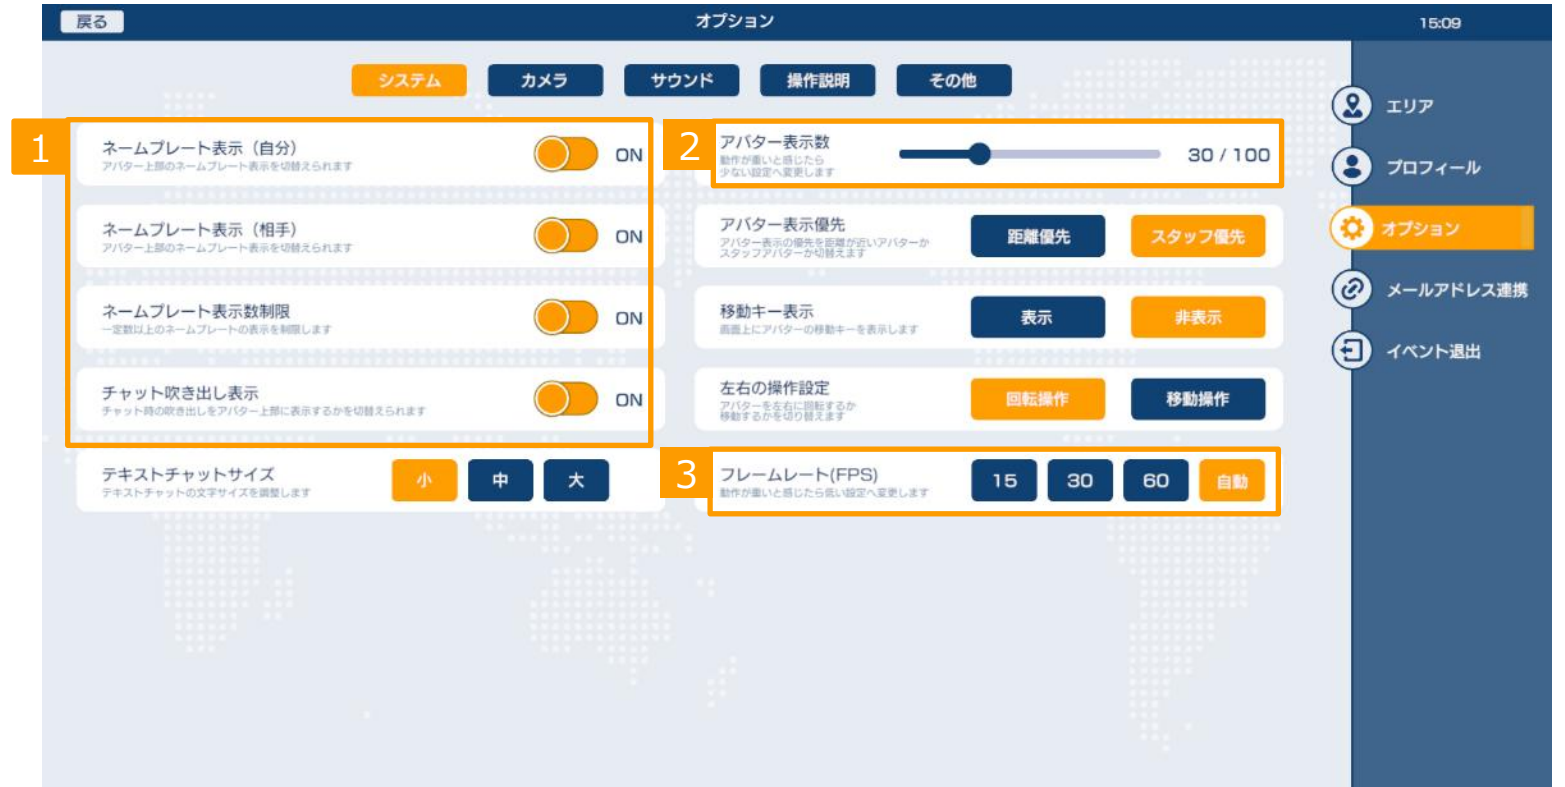 戻る
オプション
15:09
システム
カメラ
サウンド
操作説明
その他
1
ネームプレート表示（自分）
アバター上部のネームプレート表示を切替えられます
ON
ネームプレート表示（相手）
アバター上部のネームプレート表示を切替えられます
ON
ネームプレート表示数制限
一定数以上のネームプレートの表示を制限します
ON
チャット吹き出し表示
チャット時の吹き出しをアバター上部に表示するかを切替えられます
ON
テキストチャットサイズ
テキストチャットの文字サイズを調整します
小
中
大
2
アバター表示数
動作が重いと感じたら
少ない設定へ変更します
30 / 100
アバター表示優先
アバター表示の優先を距離が近いアバターか
スタッフアバターか切替えます
距離優先
スタッフ優先
移動キー表示
画面上にアバターの移動キーを表示します
表示
非表示
左右の操作設定
アバターを左右に回転するか
移動するかを切り替えます
回転操作
移動操作
3
フレームレート(FPS)
動作が重いと感じたら低い設定へ変更します
15
30
60
自動
エリア
プロフィール
オプション
メールアドレス連携
イベント退出